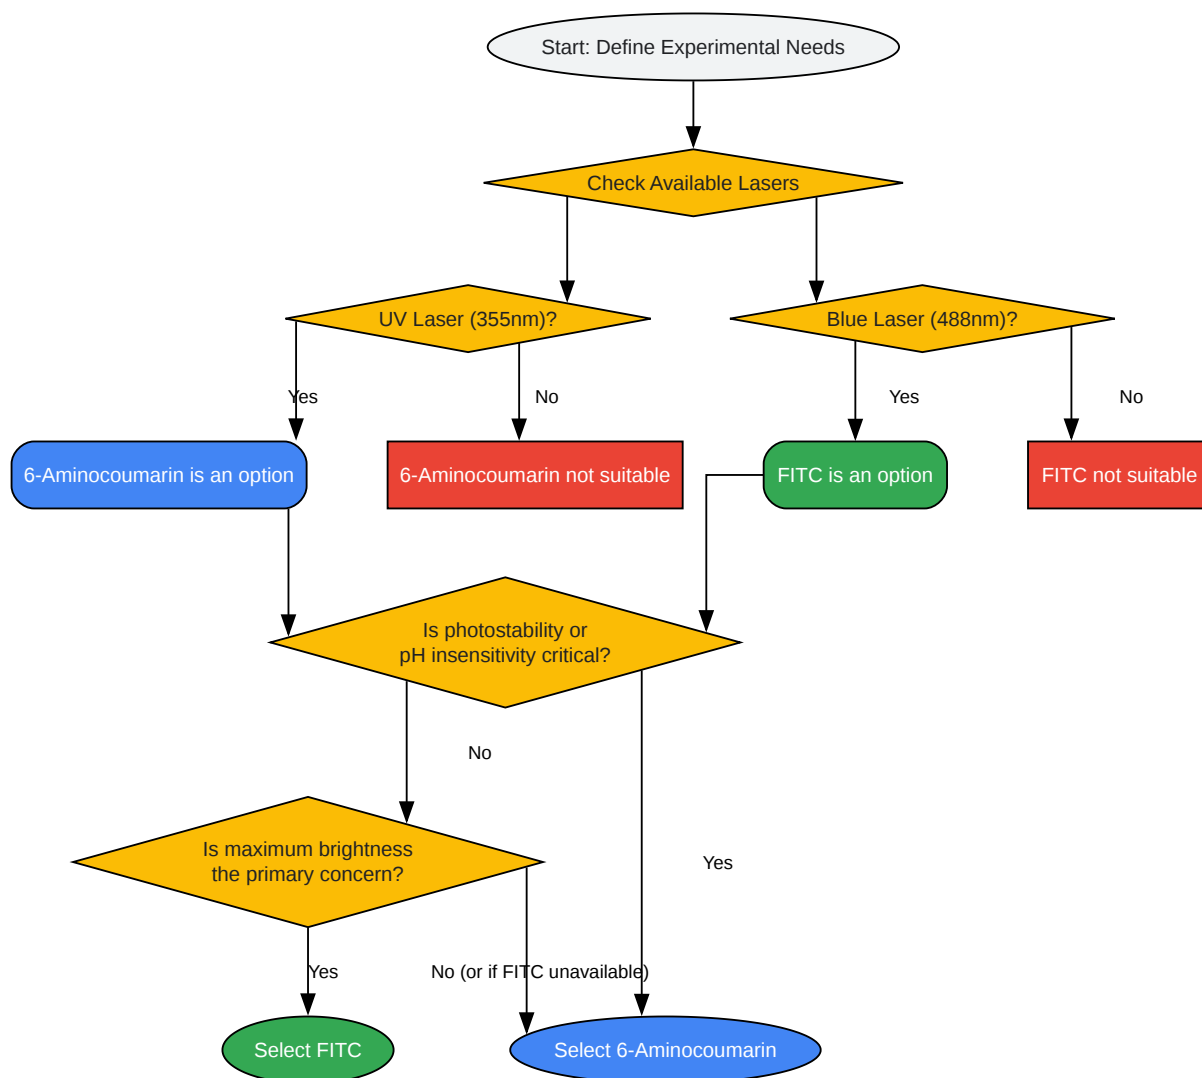 Start: Define Experimental Needs
Check Available Lasers
UV Laser (355nm)?
Blue Laser (488nm)?
Yes
No
Yes
No
6-Aminocoumarin is an option
6-Aminocoumarin not suitable
FITC is an option
FITC not suitable
Is photostability or
pH insensitivity critical?
No
Is maximum brightness
the primary concern?
Yes
Yes
No (or if FITC unavailable)
Select FITC
Select 6-Aminocoumarin